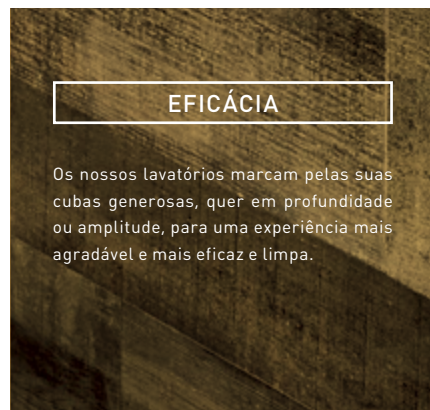 EFICÁCIA
Os nossos lavatórios marcam pelas suas
cubas generosas, quer em profundidade
ou amplitude, para uma experiência mais
agradável e mais eficaz e limpa.